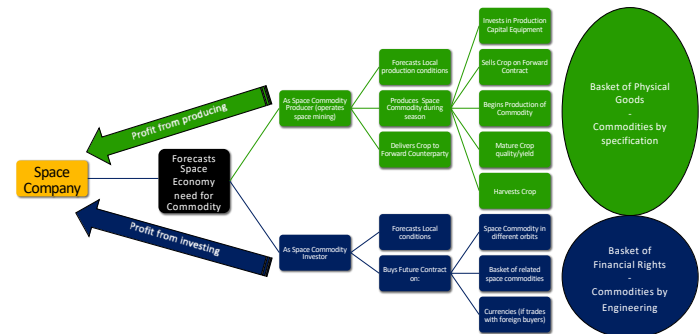 Space
Company
Forecasts
Space
Economy
need for
Commodity
Profit from producing
Profit from investing
As Space Commodity
Producer (operates
space mining)
Forecasts Local
production conditions
Produces Space
Commodity during
season
Delivers Crop to
Forward Counterparty
Invests in Production
Capital Equipment
Sells Crop on Forward
Contract
Begins Production of
Commodity
Mature Crop
quality/yield
Harvests Crop
Basket of Physical
Goods
-
Commodities by
specification
As Space Commodity
Investor
Forecasts Local
conditions
Buys Future Contract
on:
Space Commodity in
different orbits
Basket of related
space commodities
Currencies (if trades
with foreign buyers)
Basket of
Financial Rights
-
Commodities by
Engineering